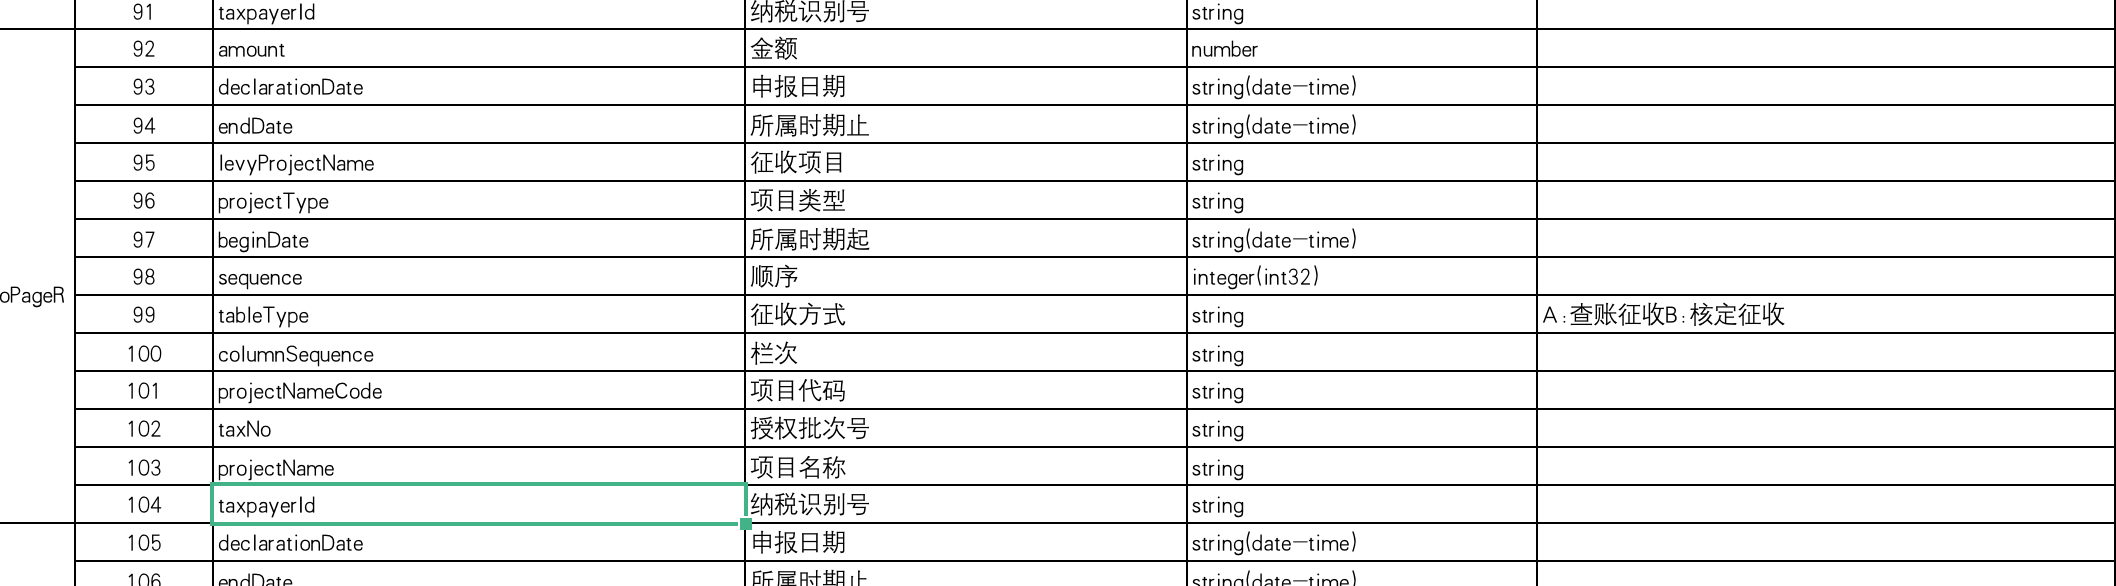 91 taxpayerId 纳税识别号 string
92 amount 金额 number
93 declarationDate 申报日期 string(date-time)
94 endDate 所属时期止 string(date-time)
95 levyProjectName 征收项目 string
96 projectType 项目类型 string
97 beginDate 所属时期起 string(date-time)
98 sequence 顺序 integer(int32)
oPageR
99 tableType 征收方式 string A:查账征收B:核定征收
100 columnSequence 栏次 string
101 projectNameCode 项目代码 string
102 taxNo 授权批次号 string
103 projectName 项目名称 string
104 taxpayerId 纳税识别号 string
105 declarationDate 申报日期 string(date-time)
106 endDate 所属时期止 string(date-time)